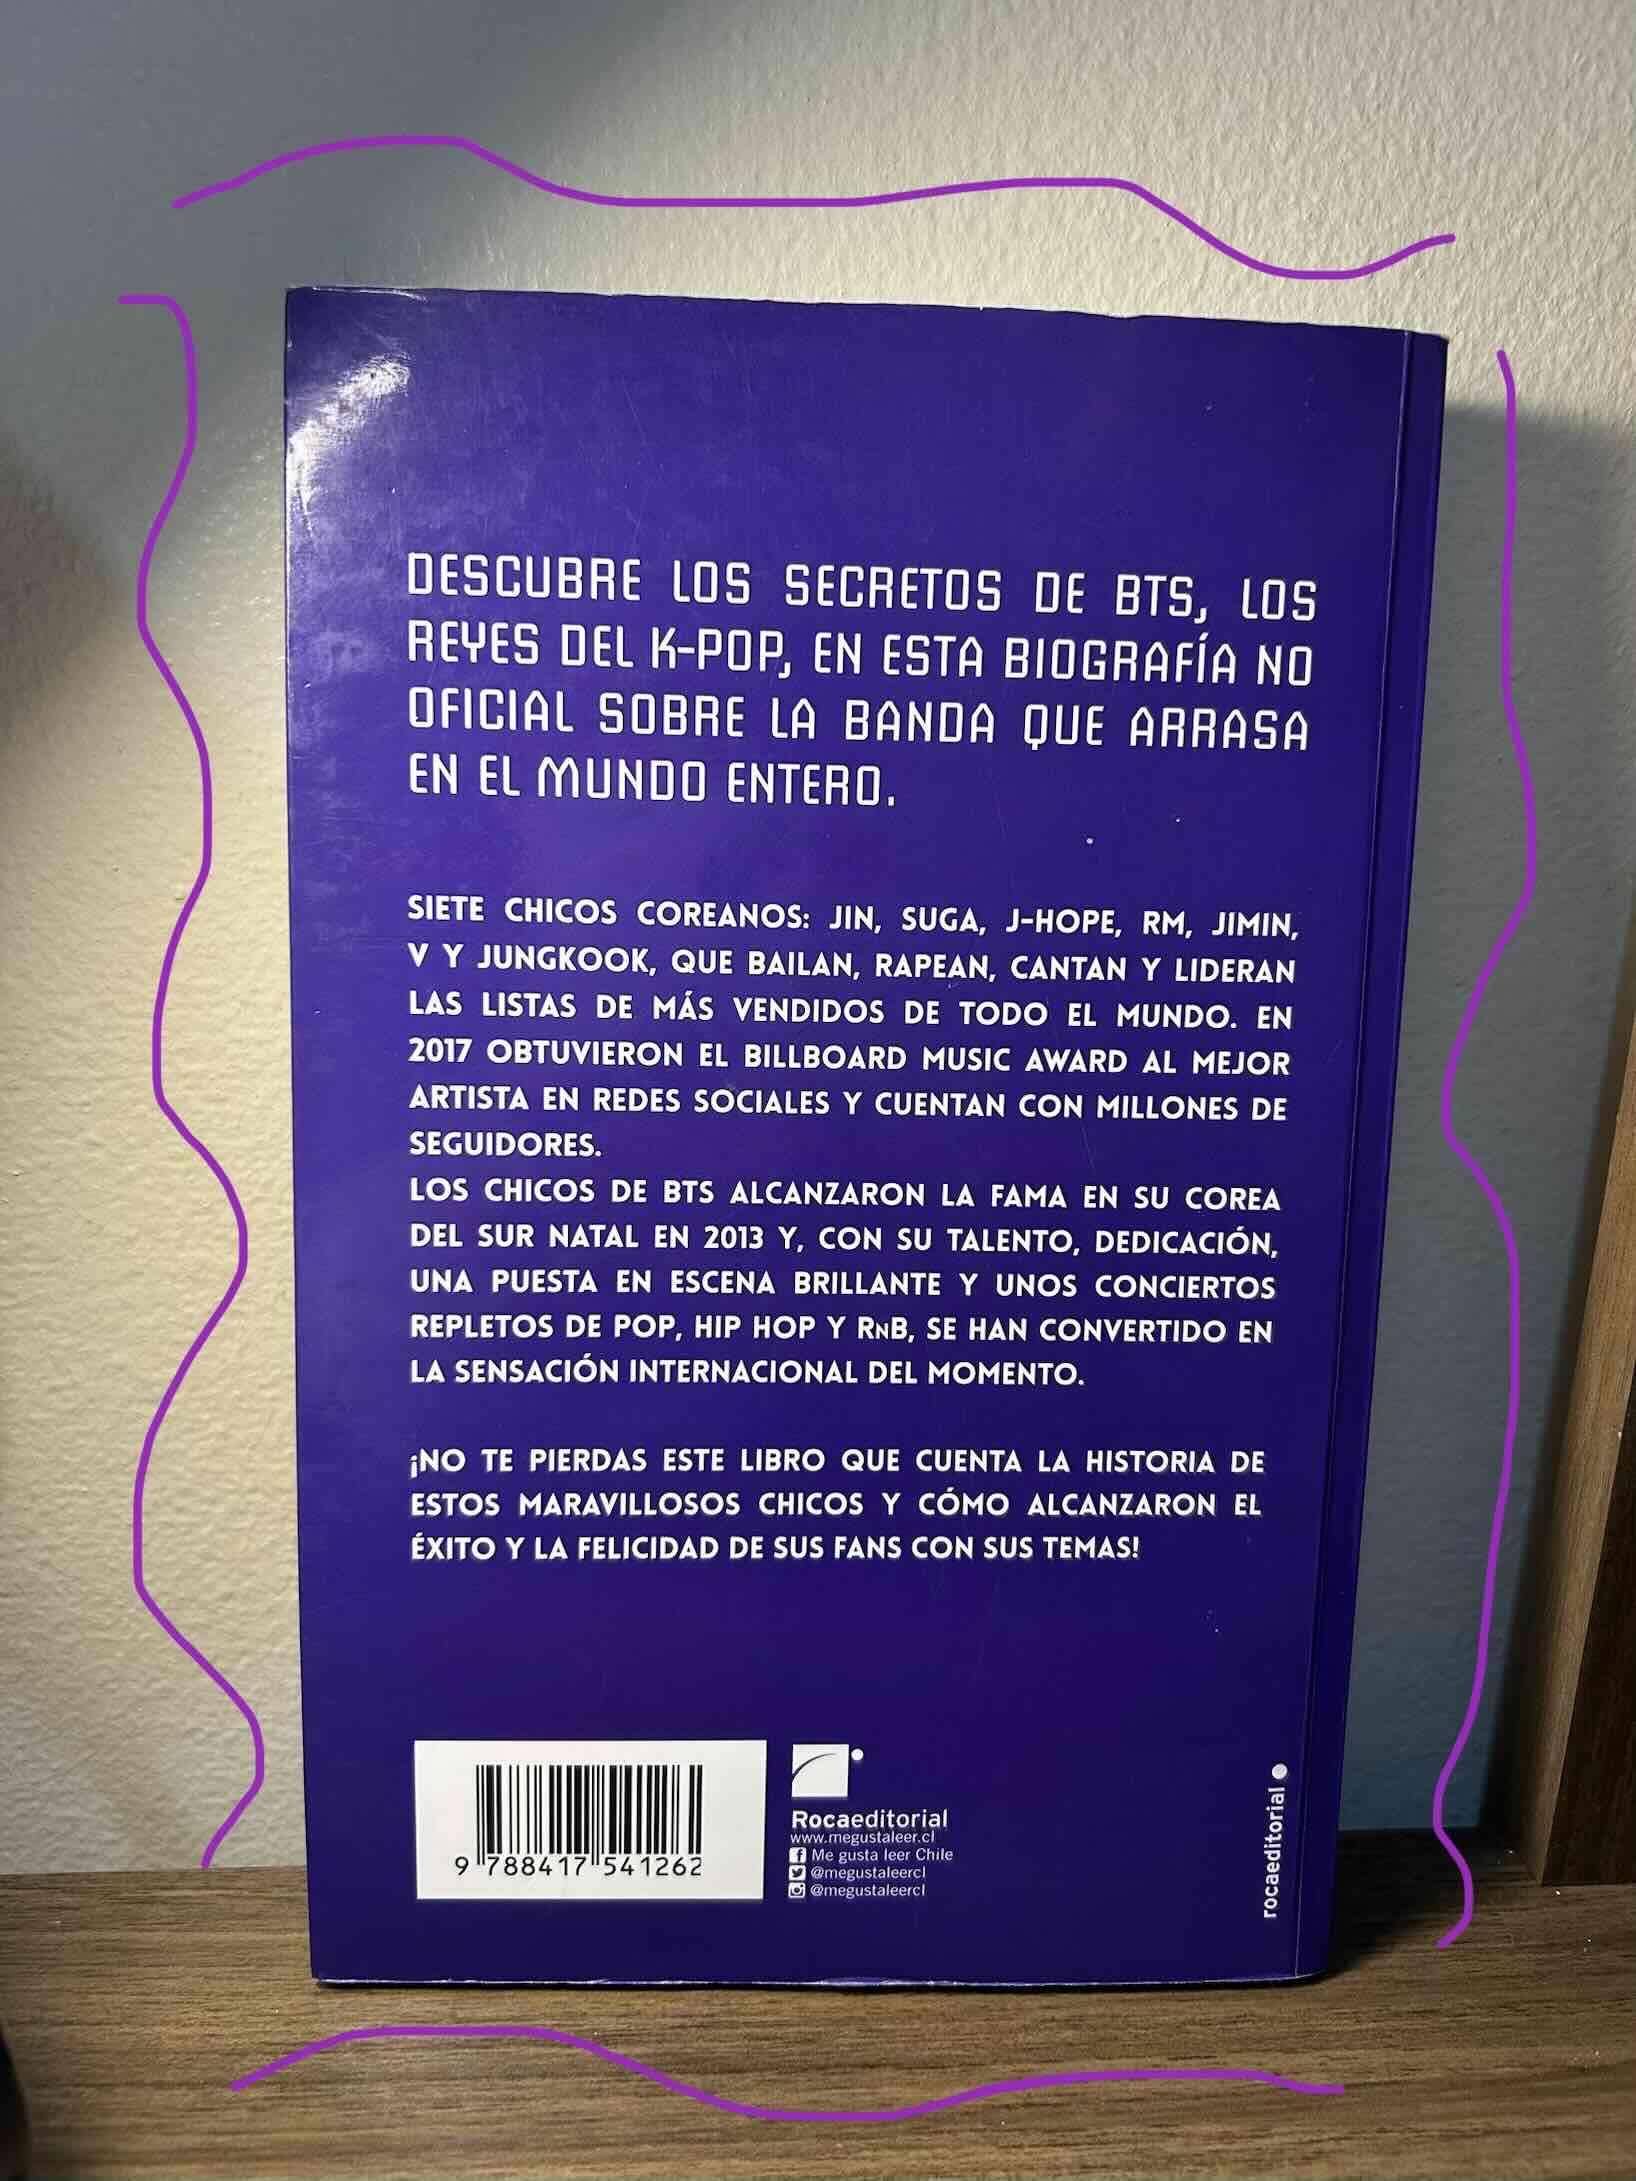 DESCUBRE LOS SECRETOS DE BTS, LOS
REYES DEL K-POP, EN ESTA BIOGRAFÍA NO
OFICIAL SOBRE LA BANDA QUE ARRASA
EN EL MUNDO ENTERO.
SIETE CHICOS COREANOS: JIN, SUGA, J-HOPE, RM, JIMIN,
V Y JUNGKOOK, QUE BAILAN, RAPEAN, CANTAN Y LIDERAN
LAS LISTAS DE MÁS VENDIDOS DE TODO EL MUNDO. EN
2017 OBTUVIERON EL BILLBOARD MUSIC AWARD AL MEJOR
ARTISTA EN REDES SOCIALES Y CUENTAN CON MILLONES DE
SEGUIDORES.
LOS CHICOS DE BTS ALCANZARON LA FAMA EN SU COREA
DEL SUR NATAL EN 2013 Y, CON SU TALENTO, DEDICACIÓN,
UNA PUESTA EN ESCENA BRILLANTE Y UNOS CONCIERTOS
REPLETOS DE POP, HIP HOP Y RNB, SE HAN CONVERTIDO EN
LA SENSACIÓN INTERNACIONAL DEL MOMENTO.
¡NO TE PIERDAS ESTE LIBRO QUE CUENTA LA HISTORIA DE
ESTOS MARAVILLOSOS CHICOS Y CÓMO ALCANZARON EL
ÉXITO Y LA FELICIDAD DE SUS FANS CON SUS TEMAS!
9 788417 541262
Rocaeditorial
www.megustaleer.cl
Me gusta leer Chile
@megustaleercl
@megustaleercl
rocaeditorial